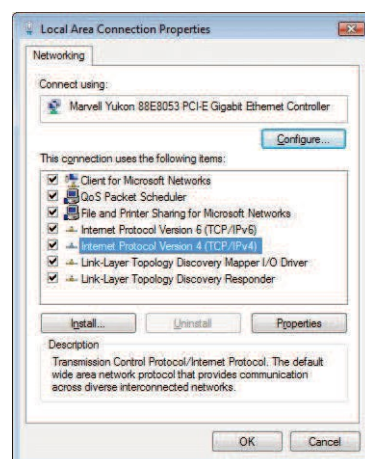 Local Area Connection Properties
Networking
Connect using:
Marvell Yukon 88E8053 PCI-E Gigabit Ethernet Controller
Configure...
This connection uses the following items:
Client for Microsoft Networks
QoS Packet Scheduler
File and Printer Sharing for Microsoft Networks
Internet Protocol Version 6 (TCP/IPv6)
Internet Protocol Version 4 (TCP/IPv4)
Link-Layer Topology Discovery Mapper I/O Driver
Link-Layer Topology Discovery Responder
Install... Uninstall Properties
Description
Transmission Control Protocol/Internet Protocol. The default
wide area network protocol that provides communication
across diverse interconnected networks.
OK Cancel